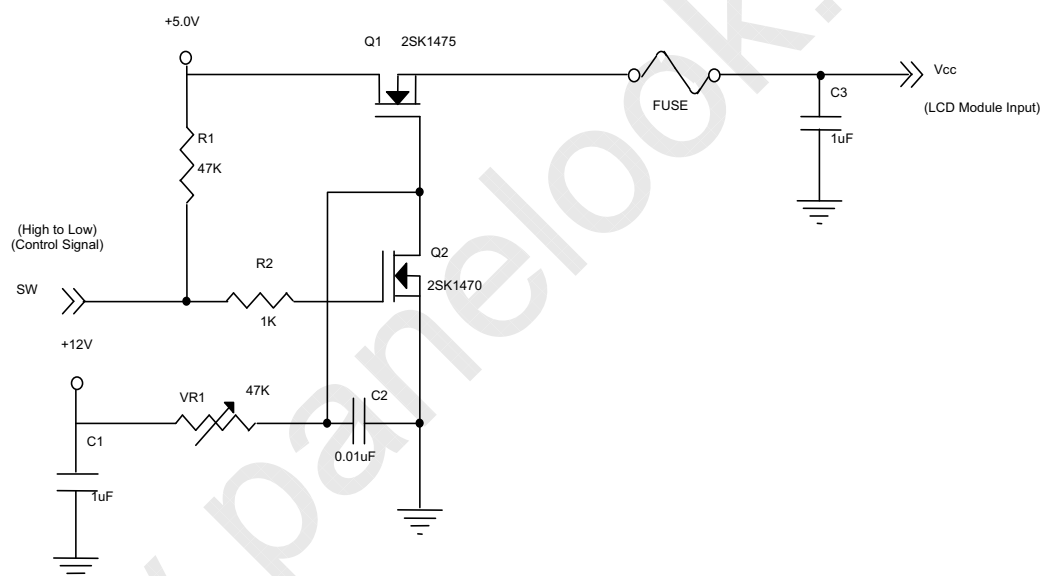 +5.0V
Q1 2SK1475
Vcc
FUSE
C3
(LCD Module Input)
1uF
R1
47K
(High to Low)
(Control Signal)
Q2
R2
SW
2SK1470
1K
+12V
VR1
47K
C2
C1
0.01uF
1uF
panelook.